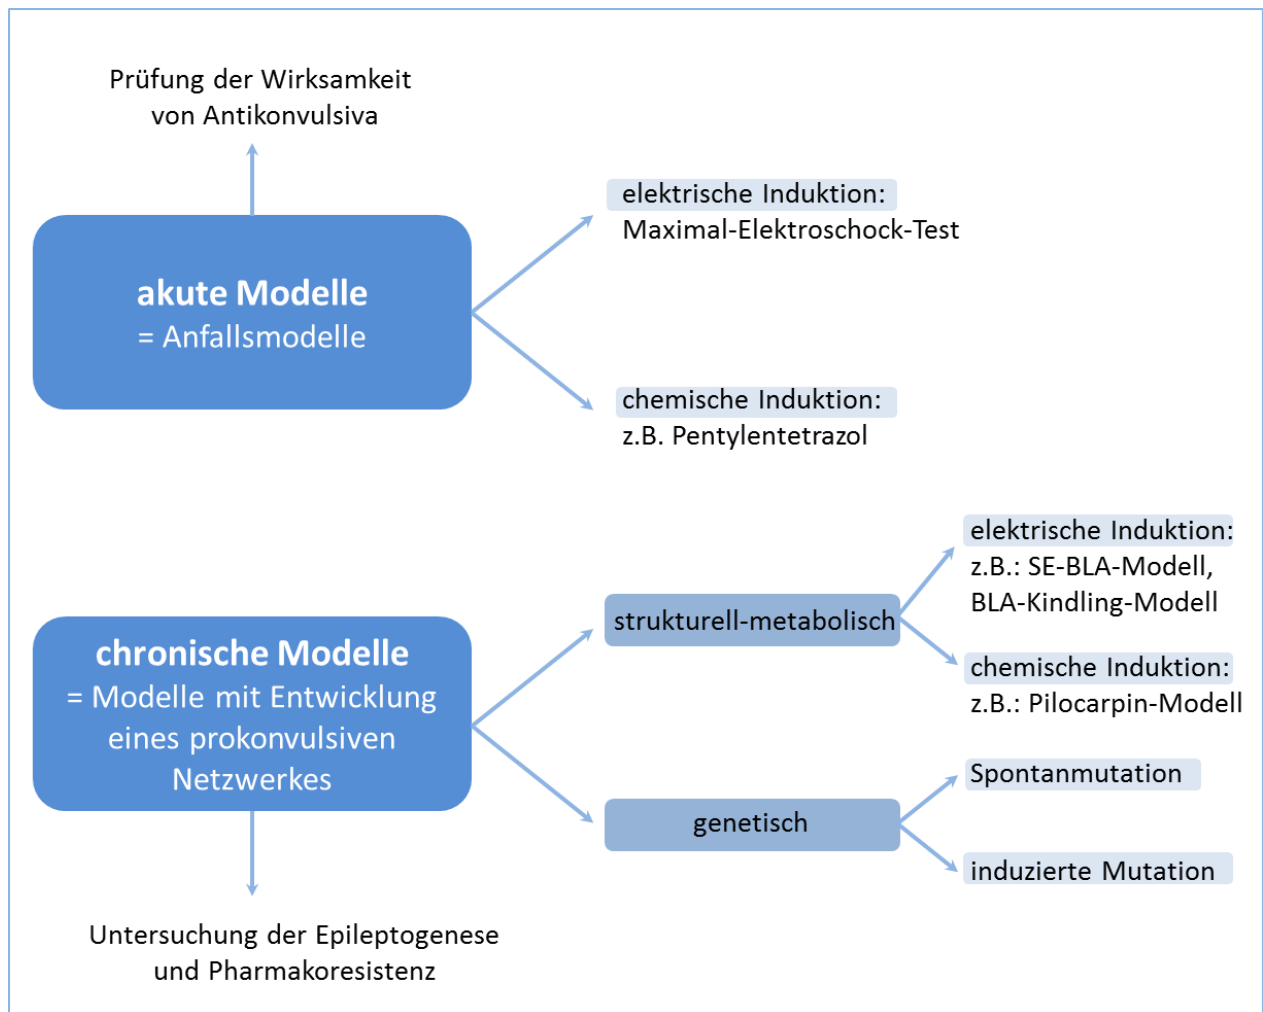 Prüfung der Wirksamkeit
von Antikonvulsiva
akute Modelle
= Anfallsmodelle
elektrische Induktion:
Maximal-Elektroschock-Test
chemische Induktion:
z.B. Pentylentetrazol
chronische Modelle
= Modelle mit Entwicklung
eines prokonvulsiven
Netzwerkes
strukturell-metabolisch
elektrische Induktion:
z.B.: SE-BLA-Modell,
BLA-Kindling-Modell
chemische Induktion:
z.B.: Pilocarpin-Modell
genetisch
Spontanmutation
induzierte Mutation
Untersuchung der Epileptogenese
und Pharmakoresistenz